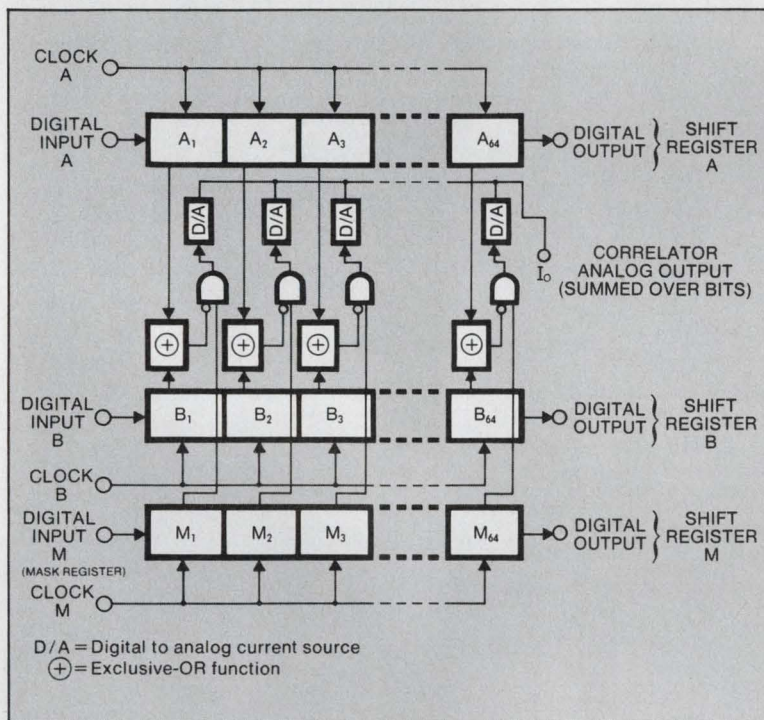 CLOCK
A
DIGITAL
INPUT
A
A₁ A₂ A₃ A₆₄
DIGITAL
OUTPUT
SHIFT
REGISTER
A
D/A D/A D/A D/A
I₀
CORRELATOR
ANALOG OUTPUT
(SUMMED OVER BITS)
+ + + +
DIGITAL
INPUT
B
B₁ B₂ B₃ B₆₄
DIGITAL
OUTPUT
SHIFT
REGISTER
B
CLOCK
B
DIGITAL
INPUT
M
(MASK REGISTER)
M₁ M₂ M₃ M₆₄
DIGITAL
OUTPUT
SHIFT
REGISTER
M
CLOCK
M
D/A = Digital to analog current source
⊕ = Exclusive-OR function